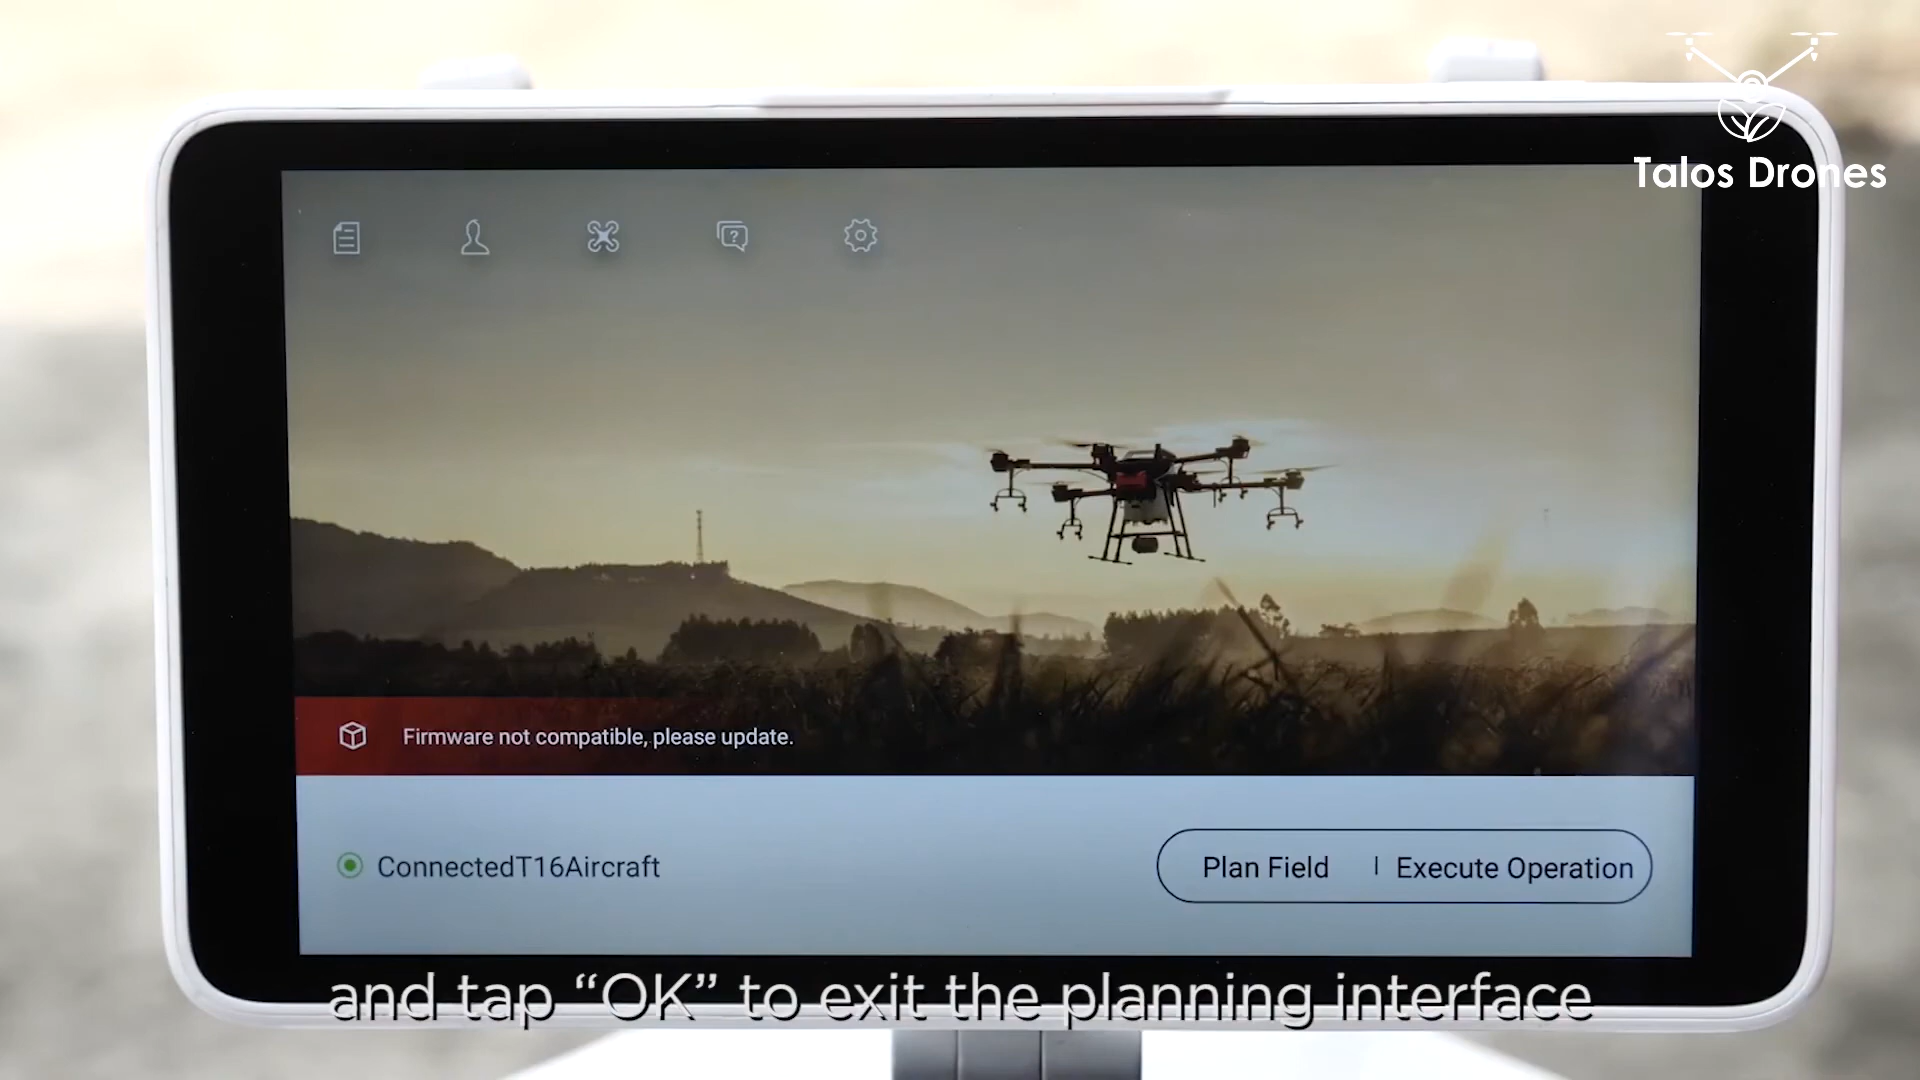 Talos Drones
Firmware not compatible, please update.
ConnectedT16Aircraft
Plan Field | Execute Operation
and tap “OK” to exit the planning interface